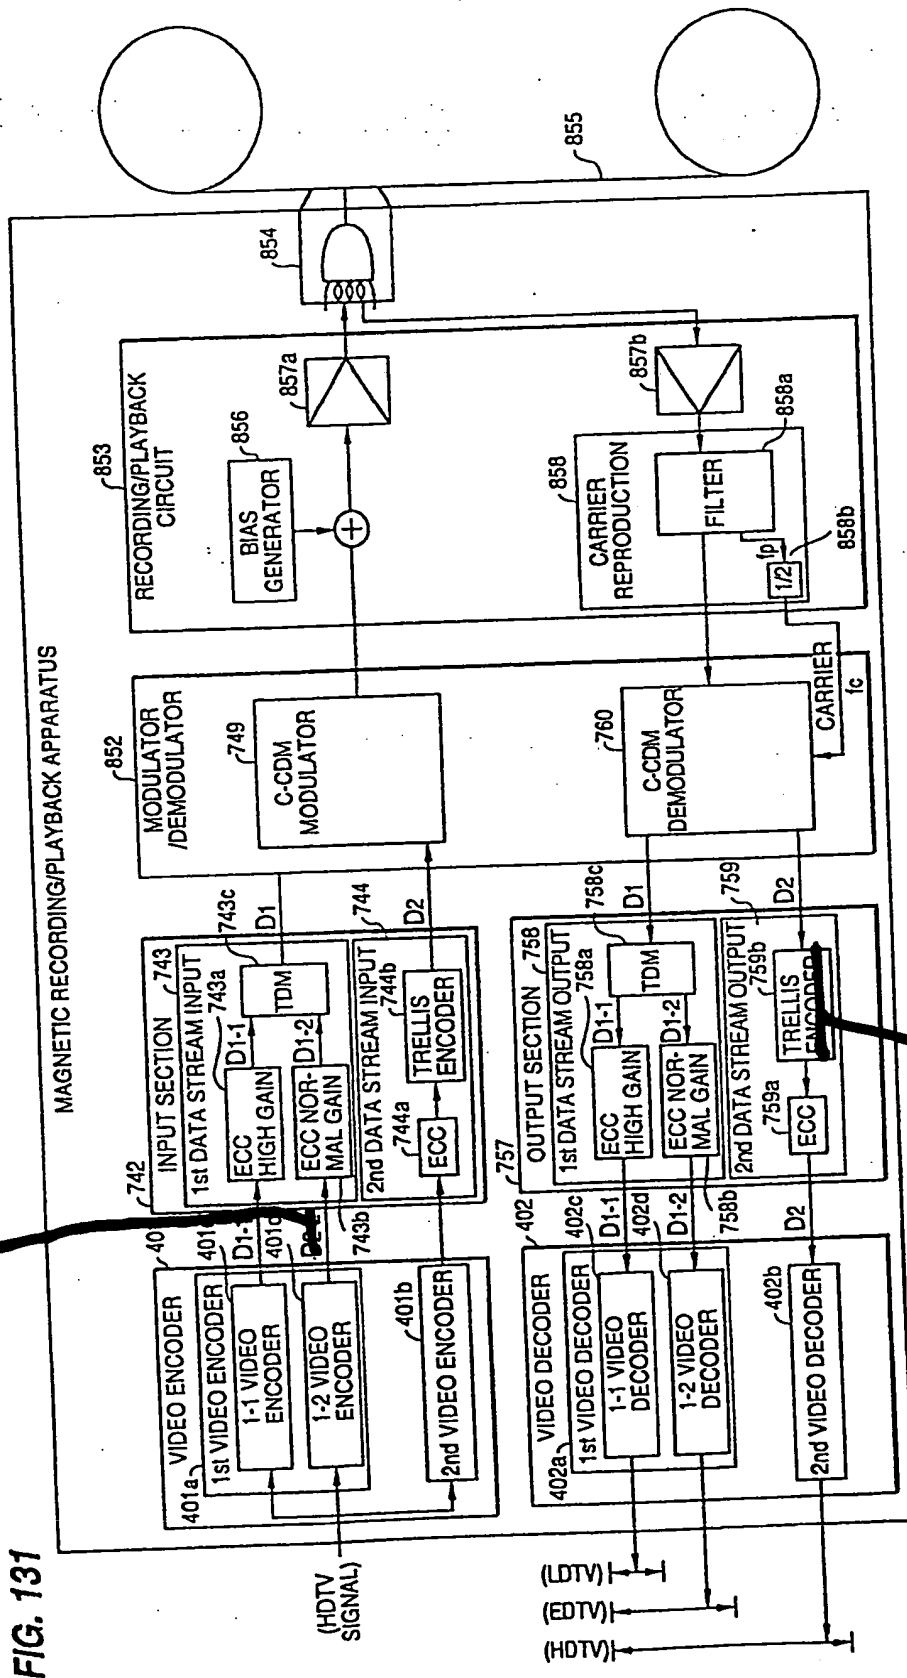 FIG. 131
MAGNETIC RECORDING/PLAYBACK APPARATUS
(HDTV
SIGNAL)
401
VIDEO ENCODER
401a
1st VIDEO ENCODER
1-1 VIDEO
ENCODER
1-2 VIDEO
ENCODER
401b
2nd VIDEO ENCODER
742
INPUT SECTION
743
1st DATA STREAM INPUT
743a
ECC
HIGH GAIN
D1-1
743c
TDM
ECC NOR-
MAL GAIN
D1-2
743b
D1
744
2nd DATA STREAM INPUT
744a
ECC
744b
TRELLIS
ENCODER
D2
852
MODULATOR
/DEMODULATOR
749
C-CDM
MODULATOR
760
C-CDM
DEMODULATOR
CARRIER
fc
853
RECORDING/PLAYBACK
CIRCUIT
856
BIAS
GENERATOR
+
857a
854
855
857b
858
CARRIER
REPRODUCTION
858a
FILTER
fp
1/2
858b
757
OUTPUT SECTION
758
1st DATA STREAM OUTPUT
758a
ECC
HIGH GAIN
D1-1
758c
TDM
D1
ECC NOR-
MAL GAIN
D1-2
758b
759
2nd DATA STREAM OUTPUT
759a
ECC
759b
TRELLIS
ENCODER
D2
402
VIDEO DECODER
402a
1st VIDEO DECODER
402c
1-1 VIDEO
DECODER
D1-1
402d
1-2 VIDEO
DECODER
D1-2
402b
2nd VIDEO DECODER
D2
(LDTV)
(EDTV)
(HDTV)